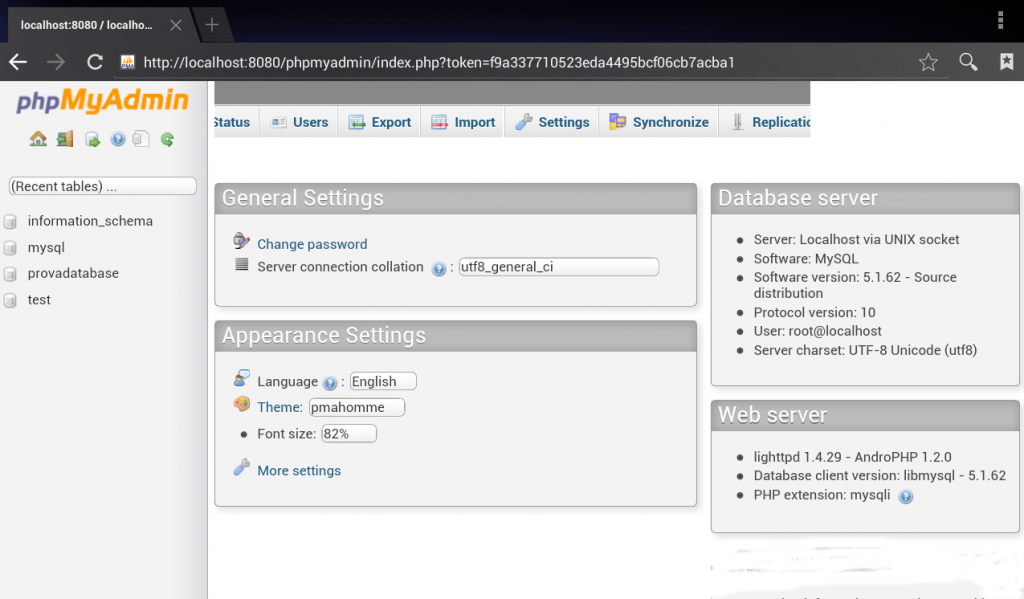 localhost:8080 / localho...
http://localhost:8080/phpmyadmin/index.php?token=f9a337710523eda4495bcf06cb7acba1
phpMyAdmin
(Recent tables) ...
information_schema
mysql
provadatabase
test
Status Users Export Import Settings Synchronize Replicatio
General Settings
Change password
Server connection collation : utf8_general_ci
Appearance Settings
Language : English
Theme: pmahomme
Font size: 82%
More settings
Database server
Server: Localhost via UNIX socket
Software: MySQL
Software version: 5.1.62 - Source
distribution
Protocol version: 10
User: root@localhost
Server charset: UTF-8 Unicode (utf8)
Web server
lighttpd 1.4.29 - AndroPHP 1.2.0
Database client version: libmysql - 5.1.62
PHP extension: mysqli